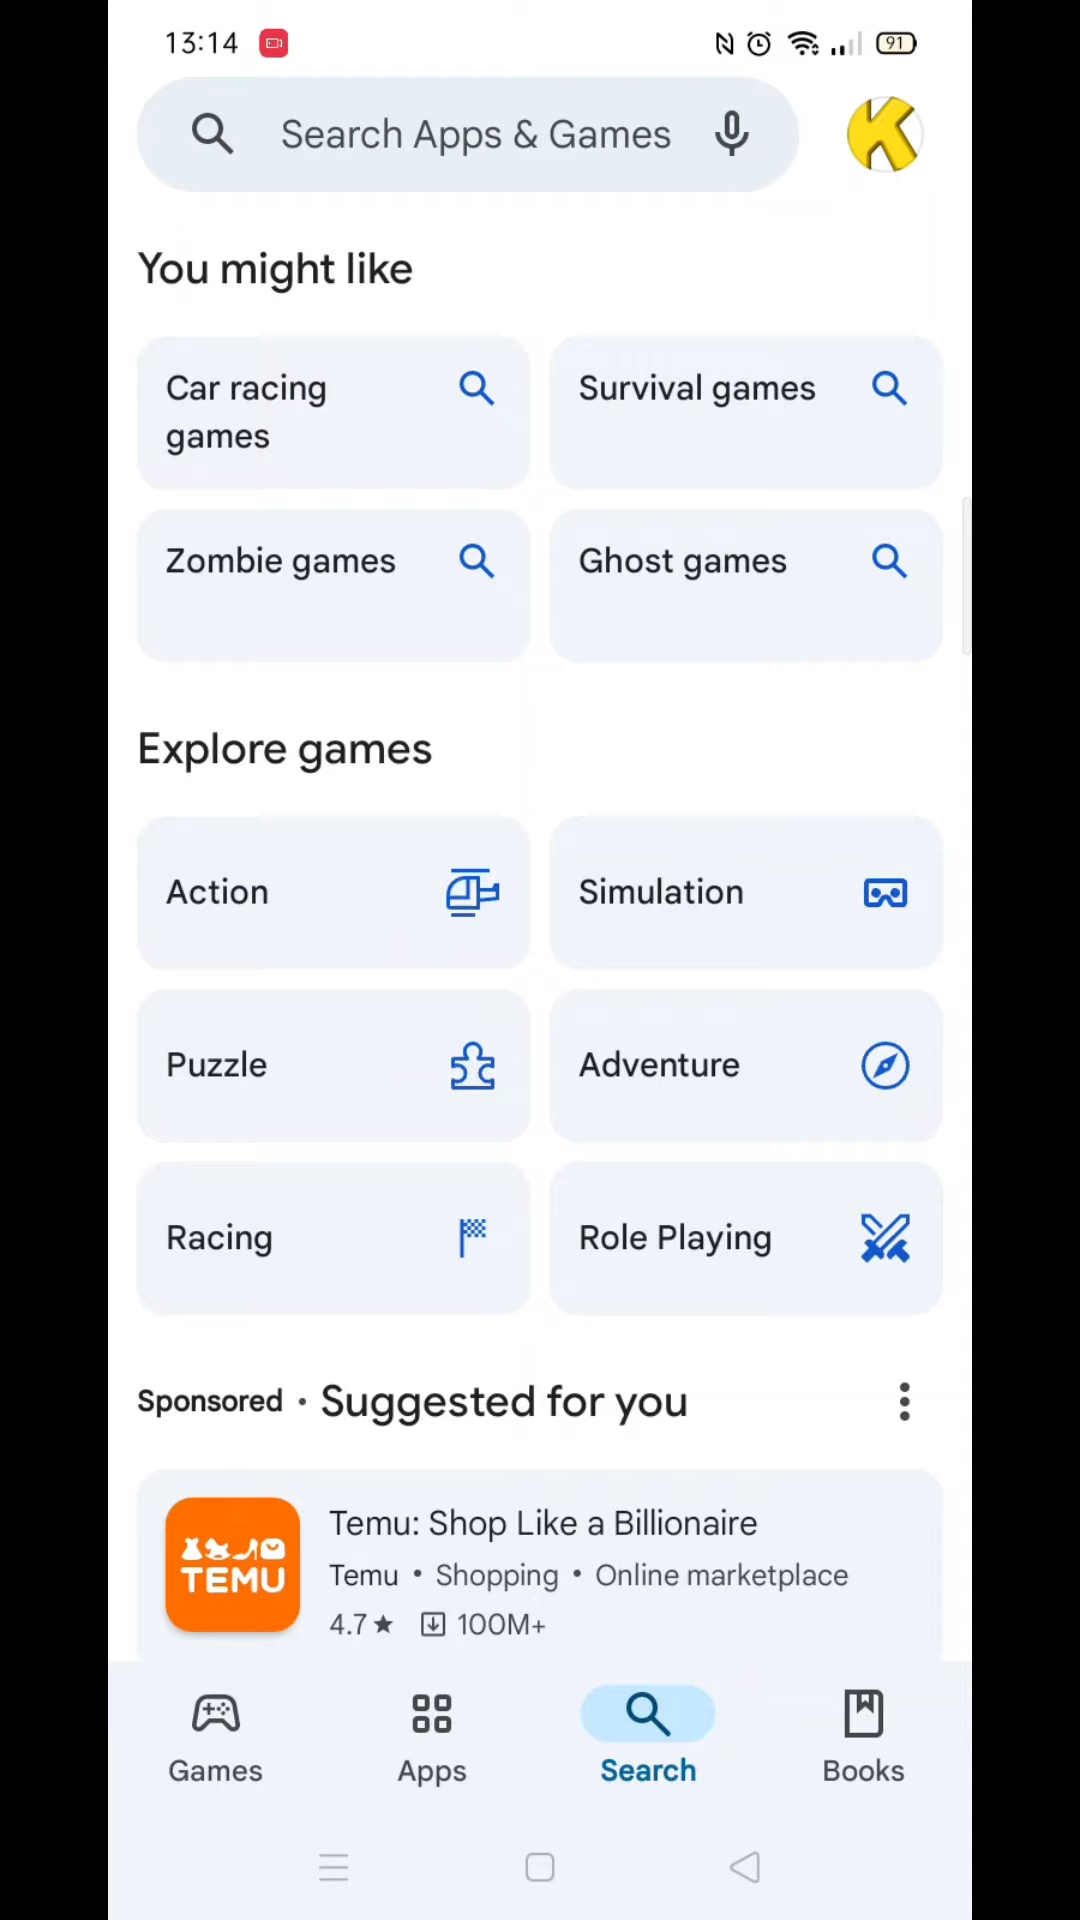 13:14
91
Search Apps & Games
K
You might like
Car racing
games
Survival games
Zombie games
Ghost games
Explore games
Action
Simulation
Puzzle
Adventure
Racing
Role Playing
Sponsored • Suggested for you
TEMU
Temu: Shop Like a Billionaire
Temu • Shopping • Online marketplace
4.7★ 100M+
Games
Apps
Search
Books